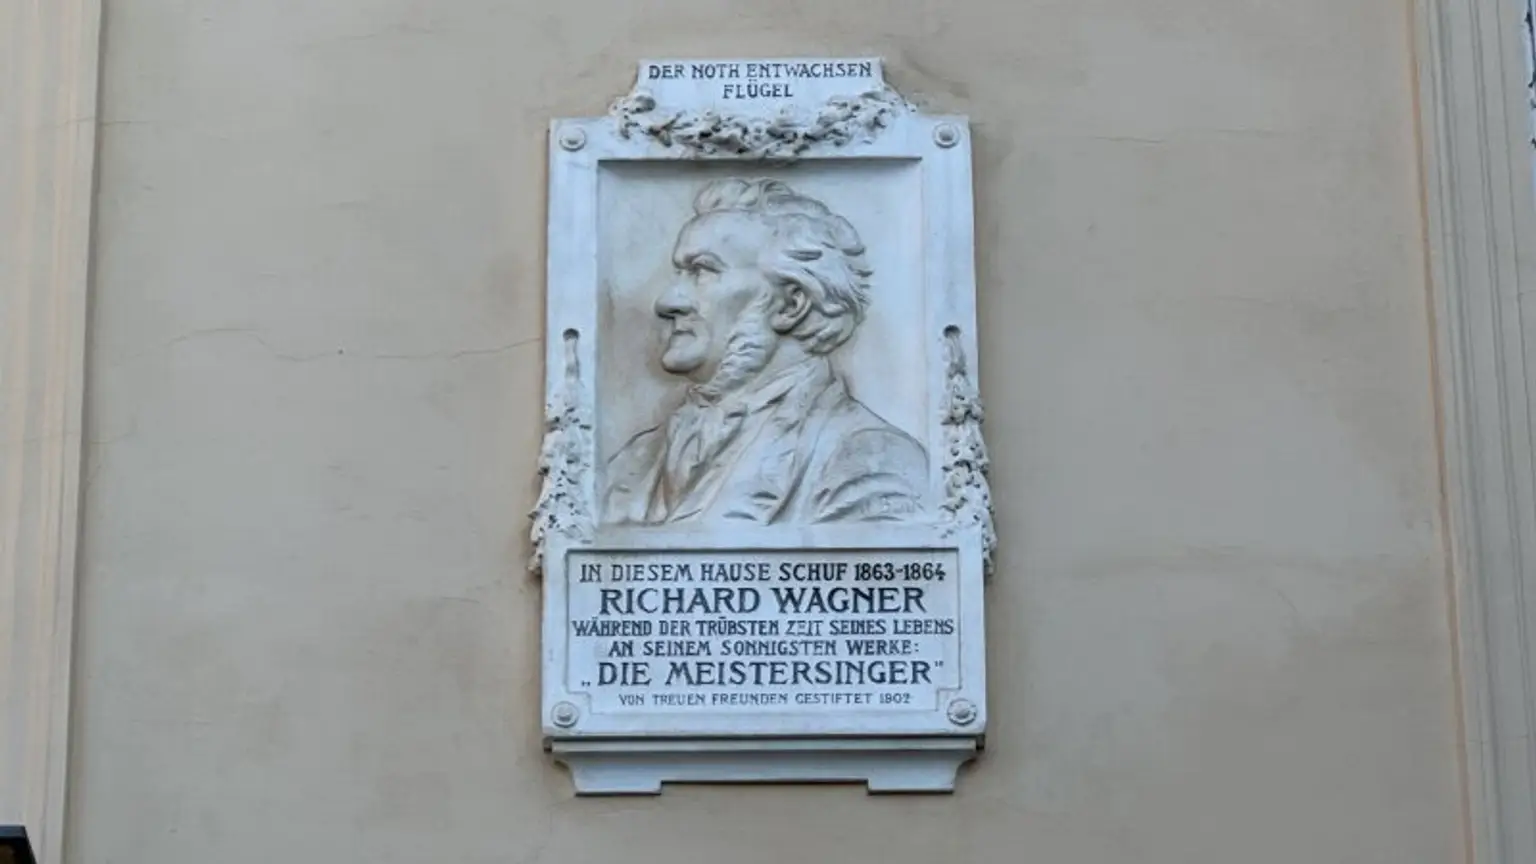 DER NOTH ENTWACHSEN
FLÜGEL
IN DIESEM HAUSE SCHUF 1863-1864
RICHARD WAGNER
WÄHREND DER TRÜBSTEN ZEIT SEINES LEBENS
AN SEINEM SONNIGSTEN WERKE:
„DIE MEISTERSINGER"
VON TREUEN FREUNDEN GESTIFTET 1902